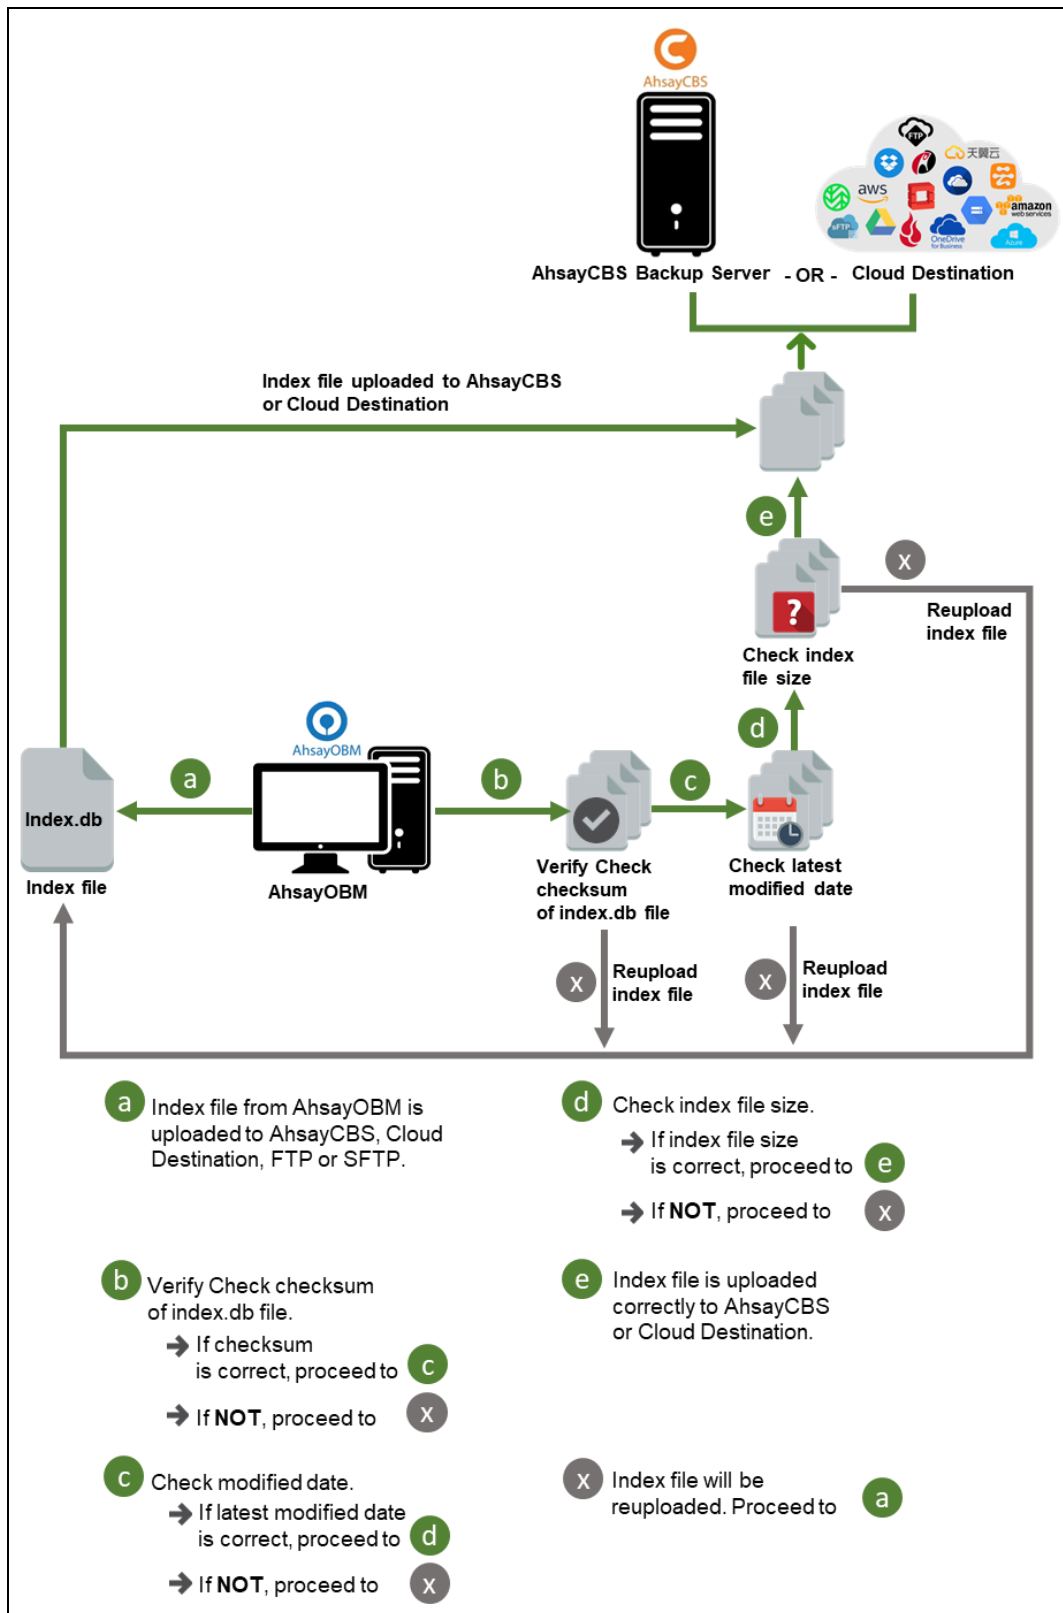 AhsayCBS
FTP
天翼云
aws
amazon
web services
SFTP
OneDrive
for Business
Azure
AhsayCBS Backup Server - OR - Cloud Destination
Index file uploaded to AhsayCBS
or Cloud Destination
e
x
?
Reupload
index file
Check index
file size
d
AhsayOBM
a
b
c
Index.db
Index file
AhsayOBM
Verify Check
checksum
of index.db file
Check latest
modified date
x
Reupload
index file
x
Reupload
index file
a Index file from AhsayOBM is
uploaded to AhsayCBS, Cloud
Destination, FTP or SFTP.
b Verify Check checksum
of index.db file.
➔ If checksum
is correct, proceed to c
➔ If NOT, proceed to x
c Check modified date.
➔ If latest modified date
is correct, proceed to d
➔ If NOT, proceed to x
d Check index file size.
➔ If index file size
is correct, proceed to e
➔ If NOT, proceed to x
e Index file is uploaded
correctly to AhsayCBS
or Cloud Destination.
x Index file will be
reuploaded. Proceed to a